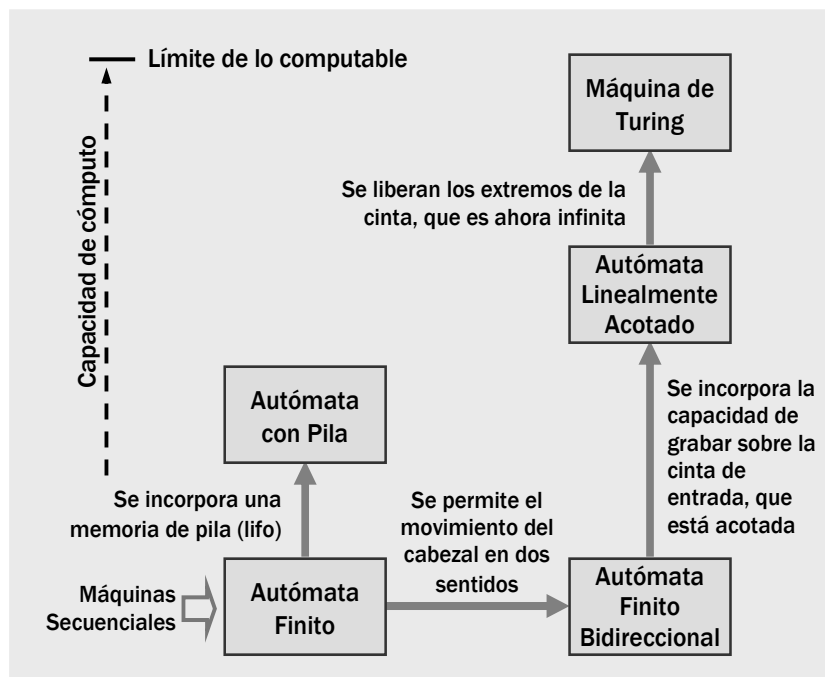 Límite de lo computable
Capacidad de cómputo
Máquina de
Turing
Se liberan los extremos de la
cinta, que es ahora infinita
Autómata
Linealmente
Acotado
Autómata
con Pila
Se incorpora la
capacidad de
grabar sobre la
cinta de
entrada, que
está acotada
Se incorpora una
memoria de pila (lifo)
Se permite el
movimiento del
cabezal en dos
sentidos
Máquinas
Secuenciales
Autómata
Finito
Autómata
Finito
Bidireccional